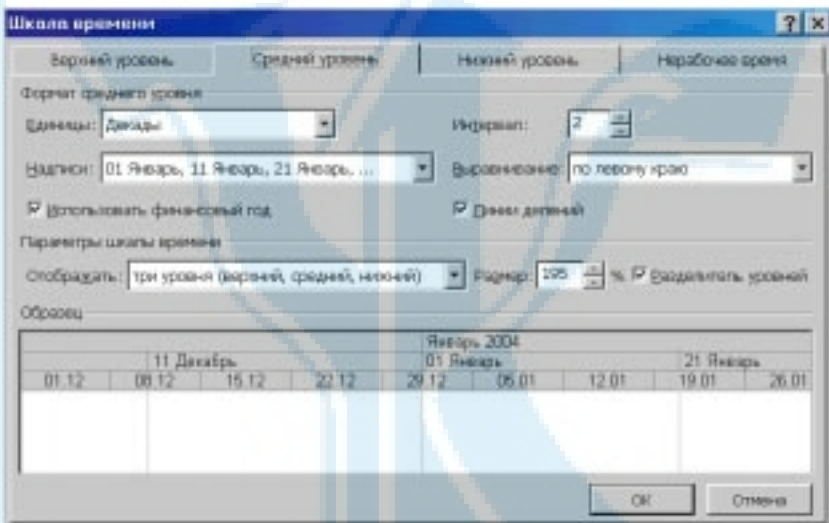 Шкала времени
Верхний уровень Средний уровень Нижний уровень Нерабочее время
Формат среднего уровня
Единицы: Декады Интервал: 2
Надписи: 01 Январь, 11 Январь, 21 Январь, ... Выравнивание: по левому краю
Использовать финансовый год Линии делений
Параметры шкалы времени
Отображать: три уровня (верхний, средний, нижний) Размер: 195 % Разделитель уровней
Образец
Январь 2004
11 Декабрь 01 Январь 21 Январь
01.12 08.12 15.12 22.12 29.12 05.01 12.01 19.01 26.01
OK Отмена